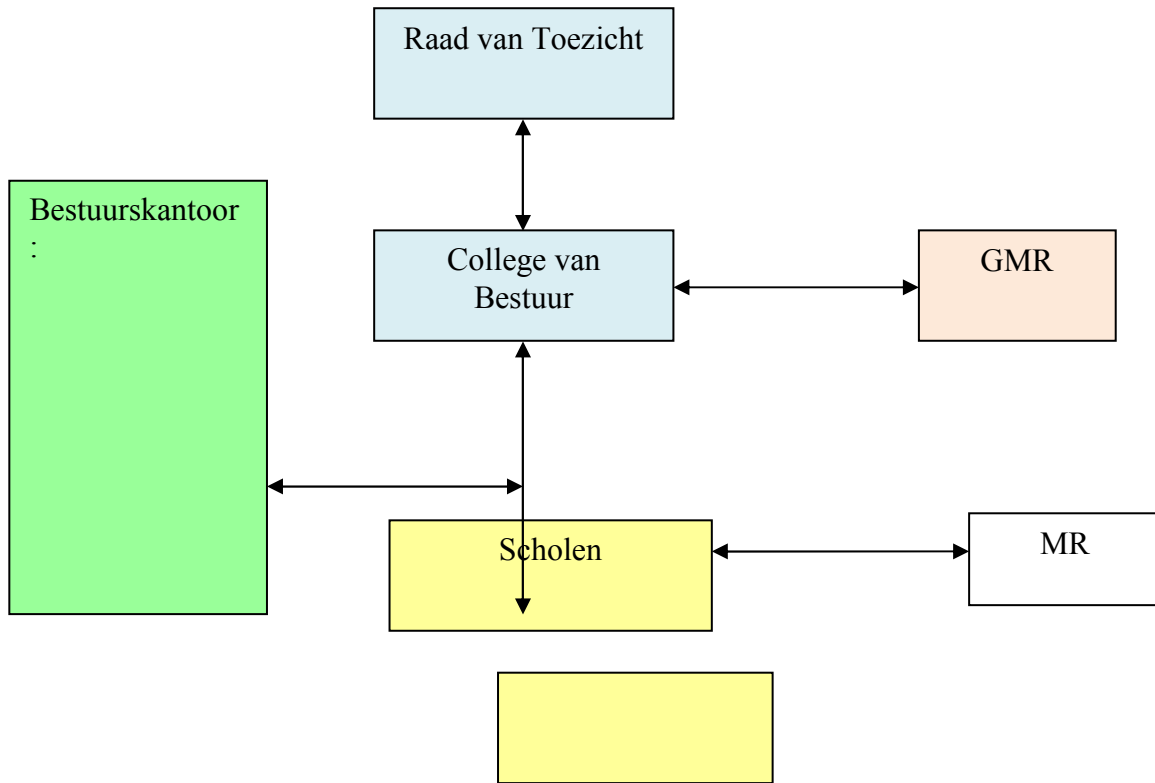 Raad van Toezicht
Bestuurskantoor
:
College van
Bestuur
GMR
Scholen
MR